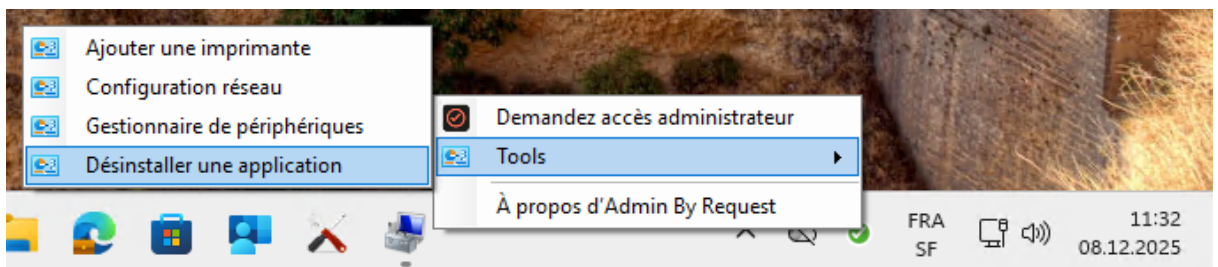 Ajouter une imprimante
Configuration réseau
Gestionnaire de périphériques
Désinstaller une application
Demandez accès administrateur
Tools
À propos d'Admin By Request
FRA
SF
11:32
08.12.2025